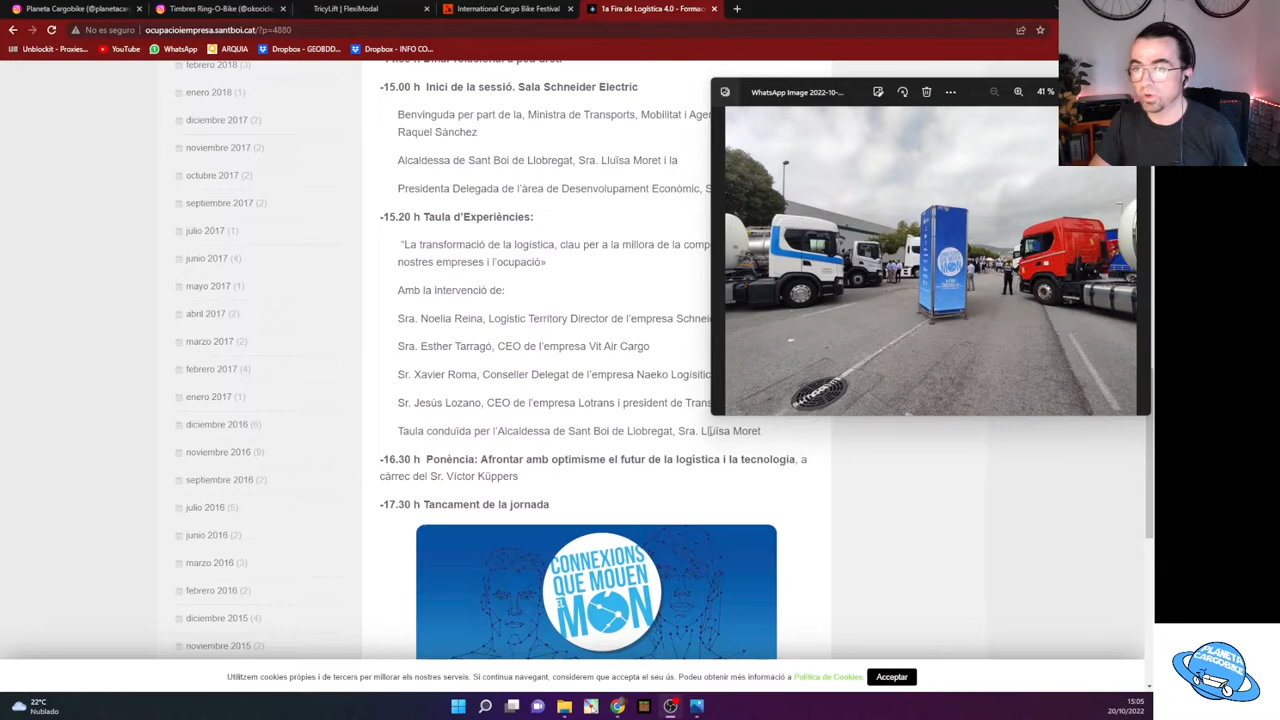 Planeta Cargobike (@planetacar
Timbres Ring-O-Bike (@okocicle
TricyLift | FlexiModal
International Cargo Bike Festival
1a Fira de Logística 4.0 - Formac
No es seguro
ocupacioiempresa.santboi.cat/?p=4880
Unblockit - Proxies...
YouTube
WhatsApp
ARQUIA
Dropbox - GEOBDD...
Dropbox - INFO CO...
febrero 2018 (3)
enero 2018 (1)
diciembre 2017 (2)
noviembre 2017 (2)
octubre 2017 (2)
septiembre 2017 (2)
julio 2017 (1)
junio 2017 (4)
mayo 2017 (1)
abril 2017 (2)
marzo 2017 (2)
febrero 2017 (4)
enero 2017 (1)
diciembre 2016 (6)
noviembre 2016 (9)
septiembre 2016 (2)
julio 2016 (5)
junio 2016 (2)
marzo 2016 (3)
febrero 2016 (2)
diciembre 2015 (4)
noviembre 2015 (2)
-15.00 h Inici de la sessió. Sala Schneider Electric
Benvinguda per part de la, Ministra de Transports, Mobilitat i Agen
Raquel Sánchez
Alcaldessa de Sant Boi de Llobregat, Sra. Lluïsa Moret i la
Presidenta Delegada de l'àrea de Desenvolupament Econòmic, S
-15.20 h Taula d'Experiències:
“La transformació de la logística, clau per a la millora de la compe
nostres empreses i l'ocupació»
Amb la intervenció de:
Sra. Noelia Reina, Logistic Territory Director de l'empresa Schneid
Sra. Esther Tarragó, CEO de l'empresa Vit Air Cargo
Sr. Xavier Roma, Conseller Delegat de l'empresa Naeko Logísitic
Sr. Jesús Lozano, CEO de l'empresa Lotrans i president de Trans
Taula conduïda per l'Alcaldessa de Sant Boi de Llobregat, Sra. Lluïsa Moret
-16.30 h Ponència: Afrontar amb optimisme el futur de la logística i la tecnologia, a
càrrec del Sr. Víctor Küppers
-17.30 h Tancament de la jornada
CONNEXIONS
QUE MOUEN
EL
MÓN
WhatsApp Image 2022-10-...
41 %
MÓN
Utilitzem cookies pròpies i de tercers per millorar els nostres serveis. Si continua navegant, considerem que accepta el seu ús. Podeu obtenir més informació a Política de Cookies.
Acceptar
PLANETA
CARGOBIKE
22°C
Nublado
15:05
20/10/2022